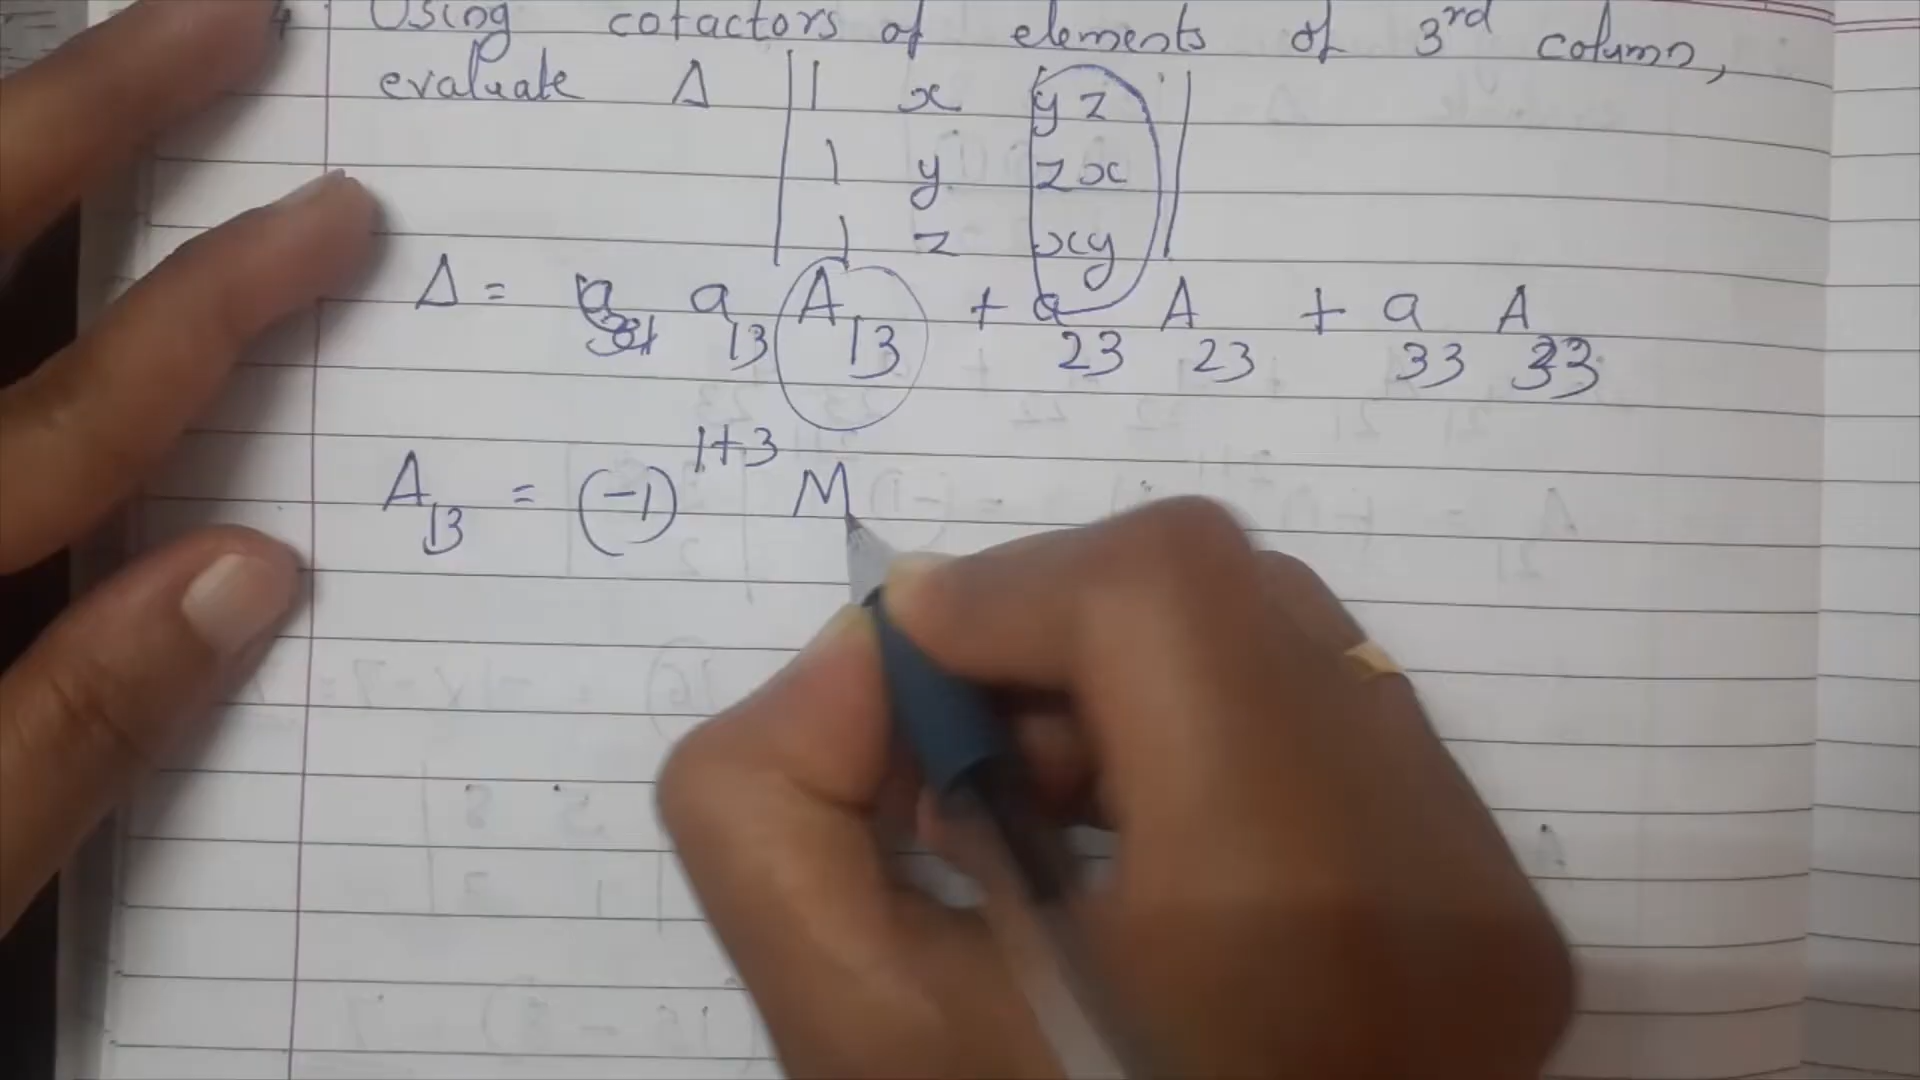 Using cofactors of elements of 3rd column,
evaluate Δ | 1 x yz |
| 1 y zx |
| 1 z xy |
Δ = a13 A13 + a23 A23 + a33 A33
A13 = (-1)^1+3 M